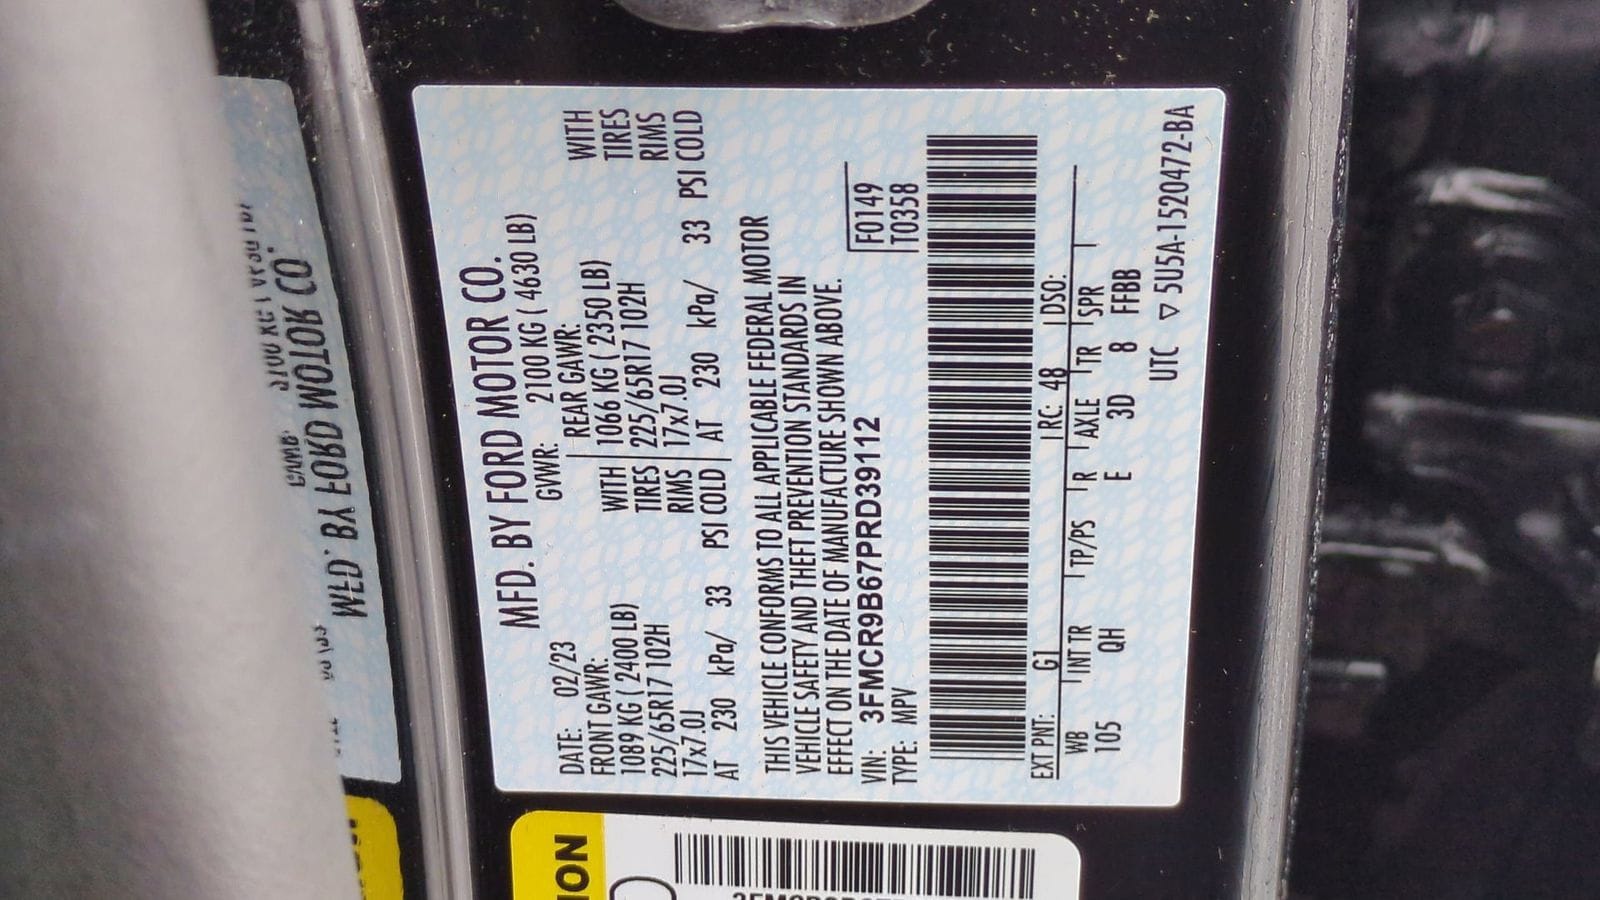 MFD. BY FORD MOTOR CO.
DATE: 02/23 GVWR: 2100 KG ( 4630 LB)
FRONT GAWR: REAR GAWR:
1089 KG ( 2400 LB) WITH 1066 KG ( 2350 LB) WITH
225/65R17 102H TIRES 225/65R17 102H TIRES
17x7.0J RIMS 17x7.0J RIMS
AT 230 kPa/ 33 PSI COLD AT 230 kPa/ 33 PSI COLD
THIS VEHICLE CONFORMS TO ALL APPLICABLE FEDERAL MOTOR
VEHICLE SAFETY AND THEFT PREVENTION STANDARDS IN
EFFECT ON THE DATE OF MANUFACTURE SHOWN ABOVE.
VIN: 3FMCR9B67PRD39112 F0149
TYPE: MPV T0358
EXT PNT: G1 RC: 48 DSO:
WB INT TR TP/PS R AXLE TR SPR
105 QH E 3D 8 FFBB
UTC ▽ 5U5A-1520472-BA
MFD. BY FORD MOTOR CO.